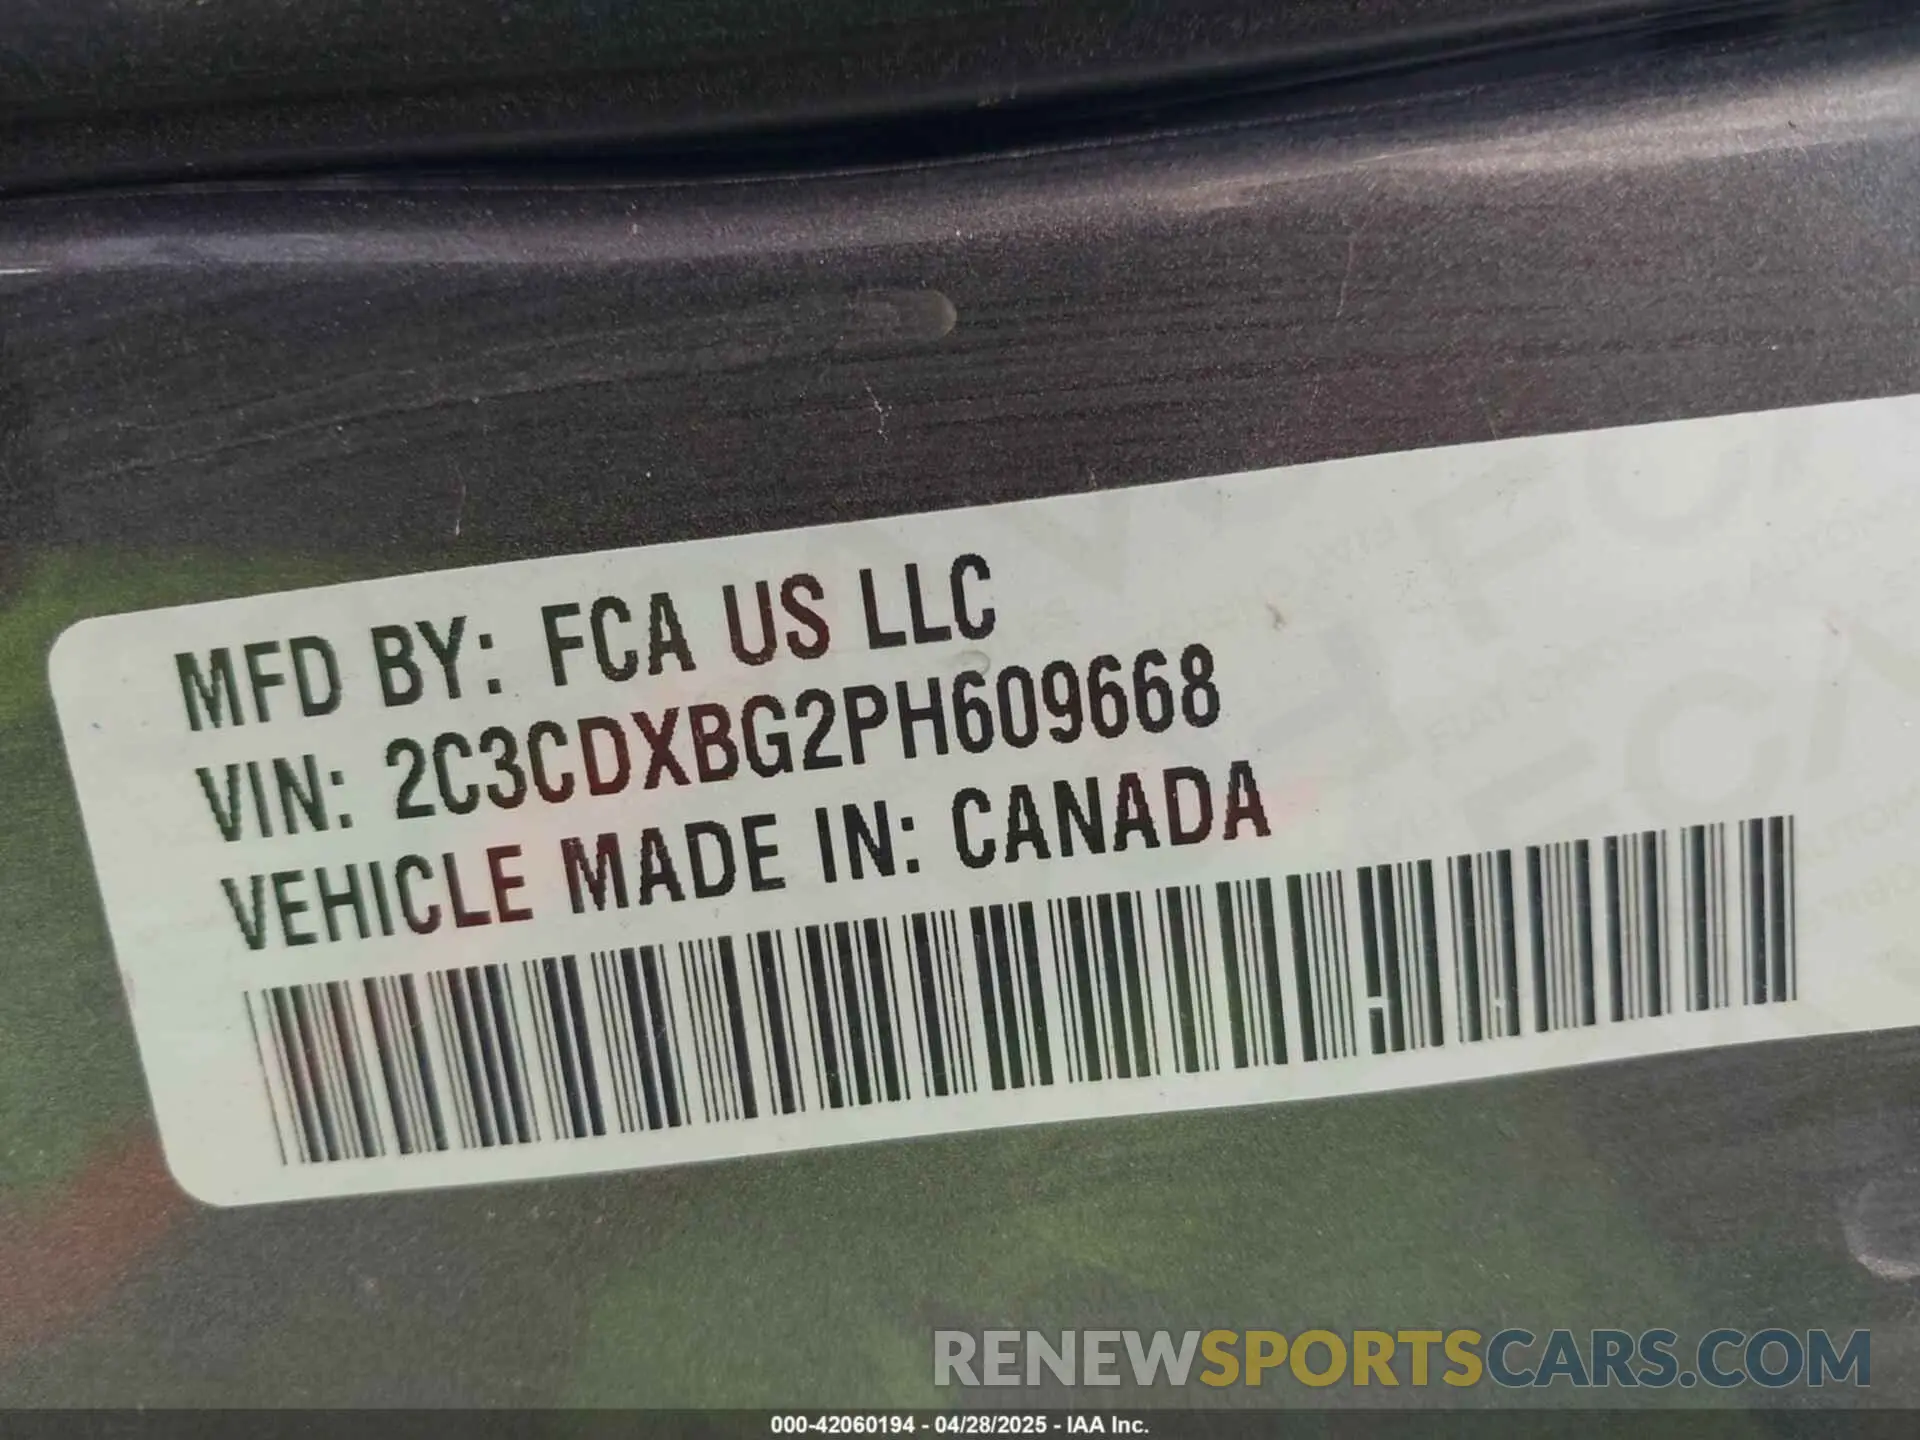 MFD BY: FCA US LLC
VIN: 2C3CDXBG2PH609668
VEHICLE MADE IN: CANADA
RENEWSPORTSCARS.COM
000-42060194 - 04/28/2025 - IAA Inc.